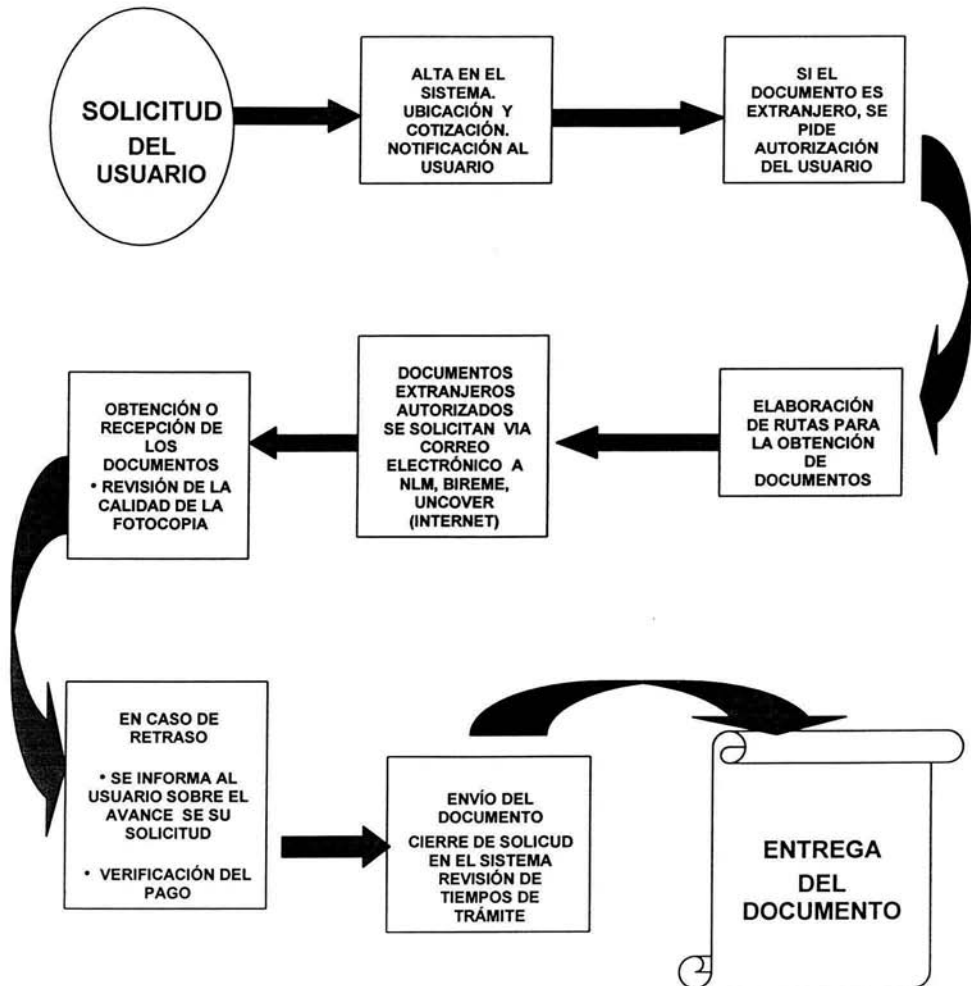 SOLICITUD
DEL
USUARIO
ALTA EN EL
SISTEMA.
UBICACIÓN Y
COTIZACIÓN.
NOTIFICACIÓN AL
USUARIO
SI EL
DOCUMENTO ES
EXTRANJERO, SE
PIDE
AUTORIZACIÓN
DEL USUARIO
ELABORACIÓN
DE RUTAS PARA
LA OBTENCIÓN
DE
DOCUMENTOS
DOCUMENTOS
EXTRANJEROS
AUTORIZADOS
SE SOLICITAN VIA
CORREO
ELECTRÓNICO A
NLM, BIREME,
UNCOVER
(INTERNET)
OBTENCIÓN O
RECEPCIÓN DE
LOS
DOCUMENTOS
• REVISIÓN DE LA
CALIDAD DE LA
FOTOCOPIA
EN CASO DE
RETRASO
• SE INFORMA AL
USUARIO SOBRE EL
AVANCE SE SU
SOLICITUD
• VERIFICACIÓN DEL
PAGO
ENVÍO DEL
DOCUMENTO
CIERRE DE SOLICUD
EN EL SISTEMA
REVISIÓN DE
TIEMPOS DE
TRÁMITE
ENTREGA
DEL
DOCUMENTO